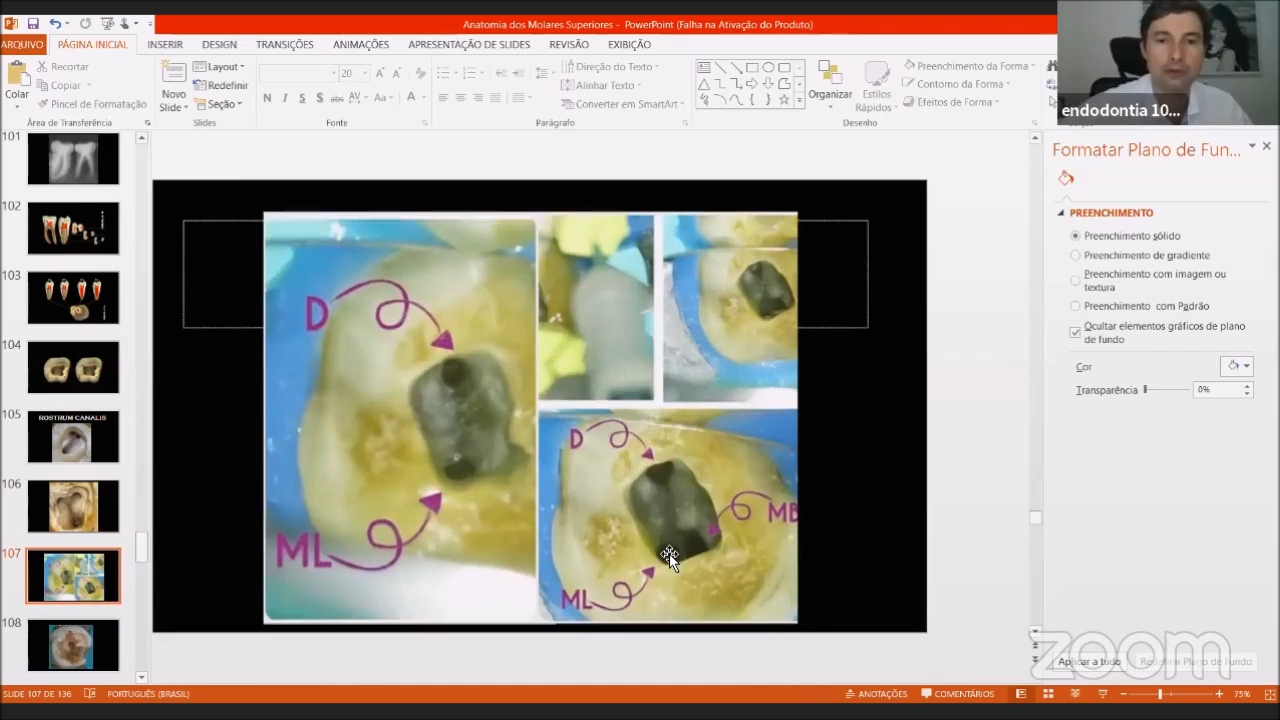 Anatomia dos Molares Superiores - PowerPoint (Falha na Ativação do Produto)
ARQUIVO PÁGINA INICIAL INSERIR DESIGN TRANSIÇÕES ANIMAÇÕES APRESENTAÇÃO DE SLIDES REVISÃO EXIBIÇÃO
Colar
Recortar
Copiar
Pincel de Formatação
Área de Transferência
Novo Slide
Layout
Redefinir
Seção
Slides
20
N I S S abc AV Aa A
Fonte
Direção do Texto
Alinhar Texto
Converter em SmartArt
Parágrafo
Organizar
Estilos Rápidos
Preenchimento da Forma
Contorno da Forma
Efeitos de Forma
Desenho
endodontia 10...
101
102
103
104
105
ROSTRUM CANALIS
106
107
108
D
ML
D
MB
ML
Formatar Plano de Fun...
PREENCHIMENTO
Preenchimento sólido
Preenchimento de gradiente
Preenchimento com imagem ou
textura
Preenchimento com Padrão
Ocultar elementos gráficos de plano
de fundo
Cor
Transparência 0%
Aplicar a tudo Redefinir Plano de Fundo
zoom
SLIDE 107 DE 136 PORTUGUÊS (BRASIL) ANOTAÇÕES COMENTÁRIOS 75%